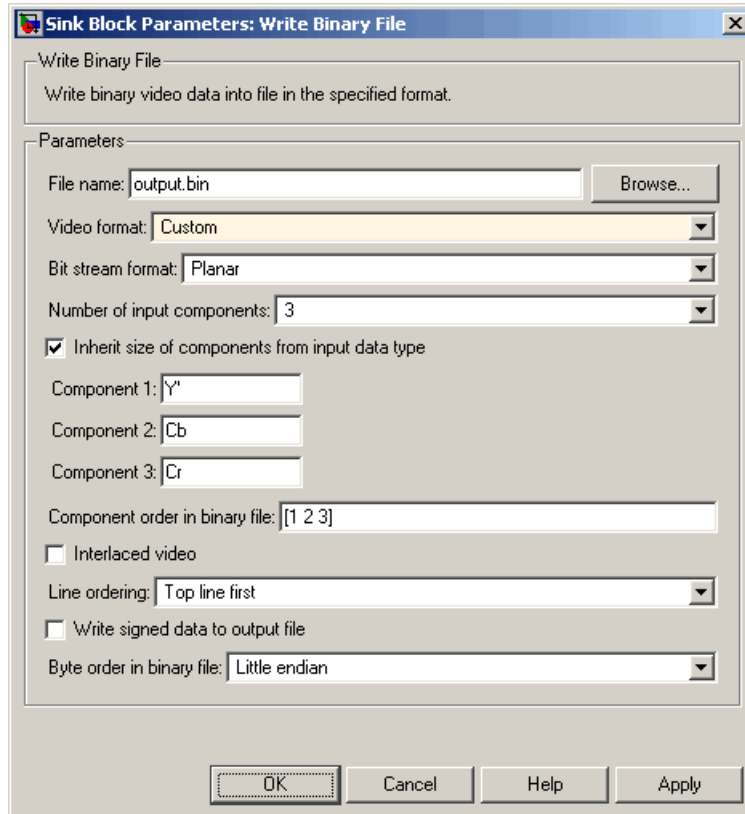 Sink Block Parameters: Write Binary File
Write Binary File
Write binary video data into file in the specified format.
Parameters
File name: output.bin Browse...
Video format: Custom
Bit stream format: Planar
Number of input components: 3
Inherit size of components from input data type
Component 1: Y'
Component 2: Cb
Component 3: Cr
Component order in binary file: [1 2 3]
Interlaced video
Line ordering: Top line first
Write signed data to output file
Byte order in binary file: Little endian
OK Cancel Help Apply